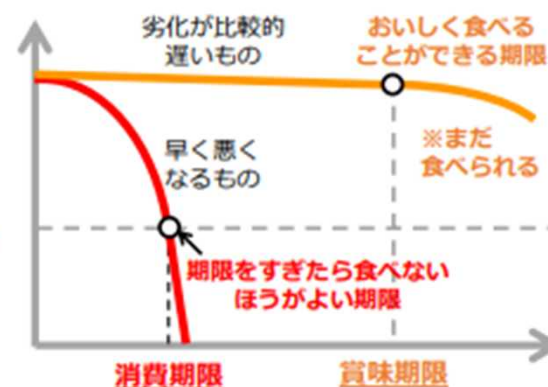 劣化が比較的
遅いもの
おいしく食べる
ことができる期限
早く悪く
なるもの
※まだ
食べられる
期限をすぎたら食べない
ほうがよい期限
消費期限
賞味期限